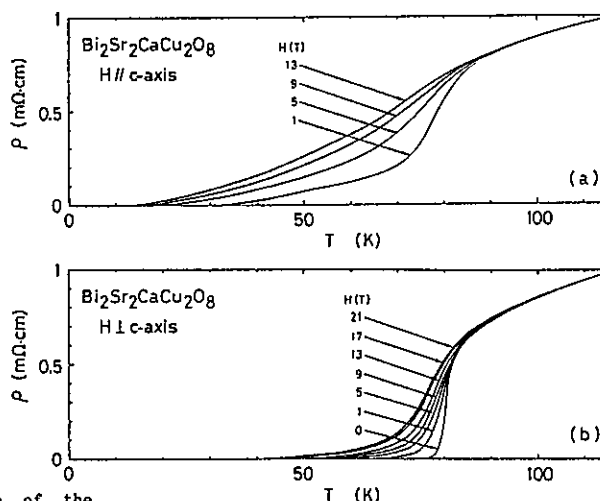 1
Bi2Sr2CaCu2O8
H // c-axis
H(T)
13
9
5
1
ρ (mΩ·cm)
0.5
(a)
0
0
50
100
T (K)
1
Bi2Sr2CaCu2O8
H ⊥ c-axis
H(T)
21
17
13
9
5
1
0
ρ (mΩ·cm)
0.5
(b)
0
0
50
100
T (K)
of the